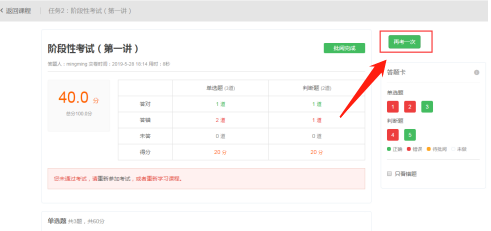 < 返回课程 | 任务2：阶段性考试（第一讲）
阶段性考试（第一讲）
批阅完成
答题人：mingming 交卷时间：2019-5-28 16:14 用时：8秒
再考一次
40.0 分
总分100.0分
单选题 (3道) 判断题 (2道)
答对 1 道 1 道
答错 2 道 1 道
未答 0 道 0 道
得分 20 分 20 分
您未通过考试，请重新参加考试，或者重新学习课程。
单选题 共3题，共60分
答题卡
单选题
1 2 3
判断题
4 5
正确 错误 待批阅 未做
只看错题